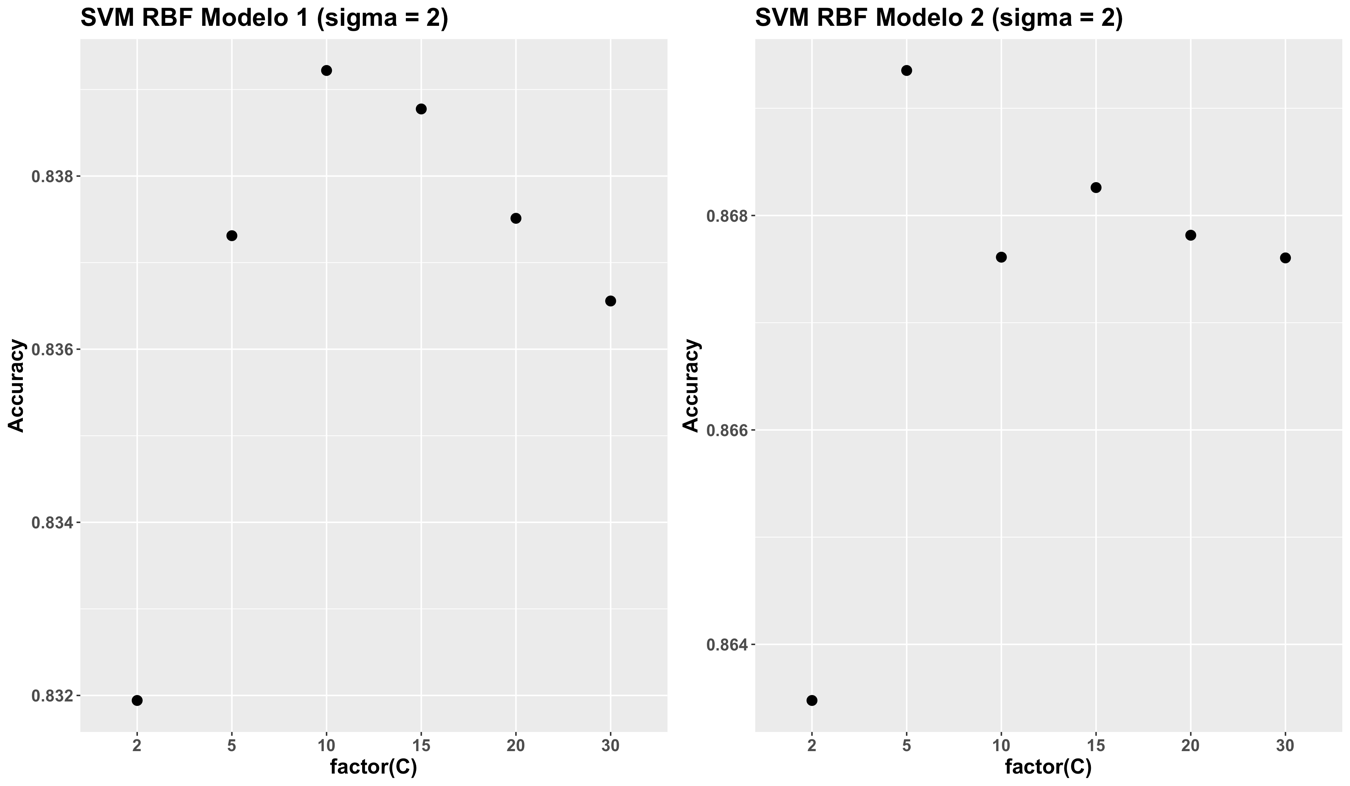 SVM RBF Modelo 1 (sigma = 2)
Accuracy
0.838
0.836
0.834
0.832
2 5 10 15 20 30
factor(C)
SVM RBF Modelo 2 (sigma = 2)
Accuracy
0.868
0.866
0.864
2 5 10 15 20 30
factor(C)